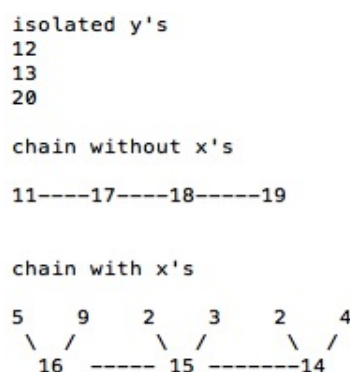 isolated y's
12
13
20
chain without x's
11----17----18-----19
chain with x's
5 9 2 3 2 4
\ / \ / \ /
16 ----- 15 -------14